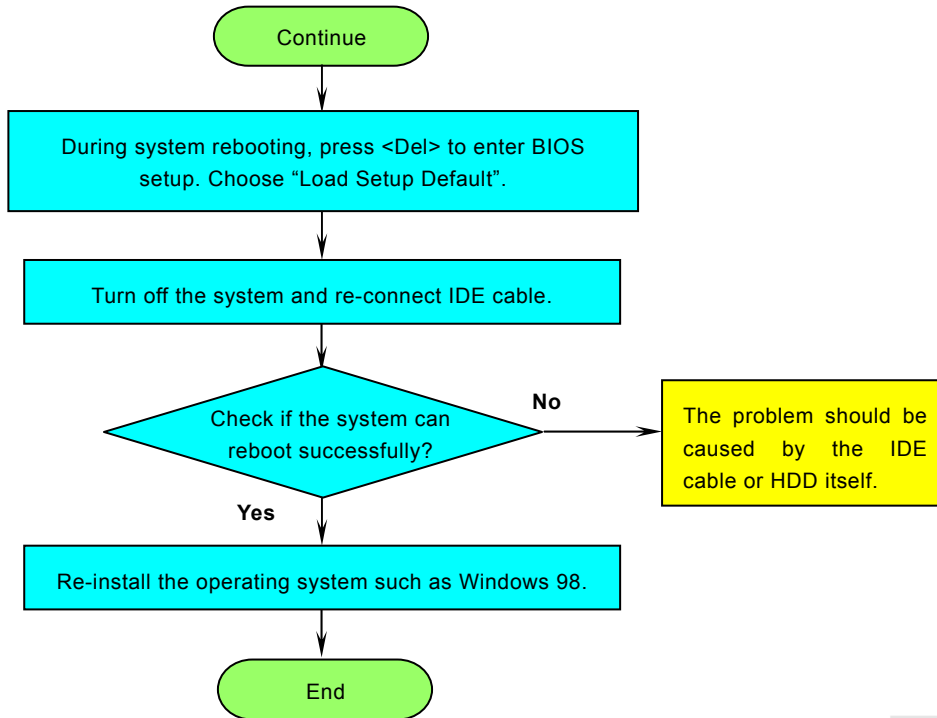 Continue
During system rebooting, press <Del> to enter BIOS
setup. Choose “Load Setup Default”.
Turn off the system and re-connect IDE cable.
Check if the system can
reboot successfully?
No
The problem should be
caused by the IDE
cable or HDD itself.
Yes
Re-install the operating system such as Windows 98.
End